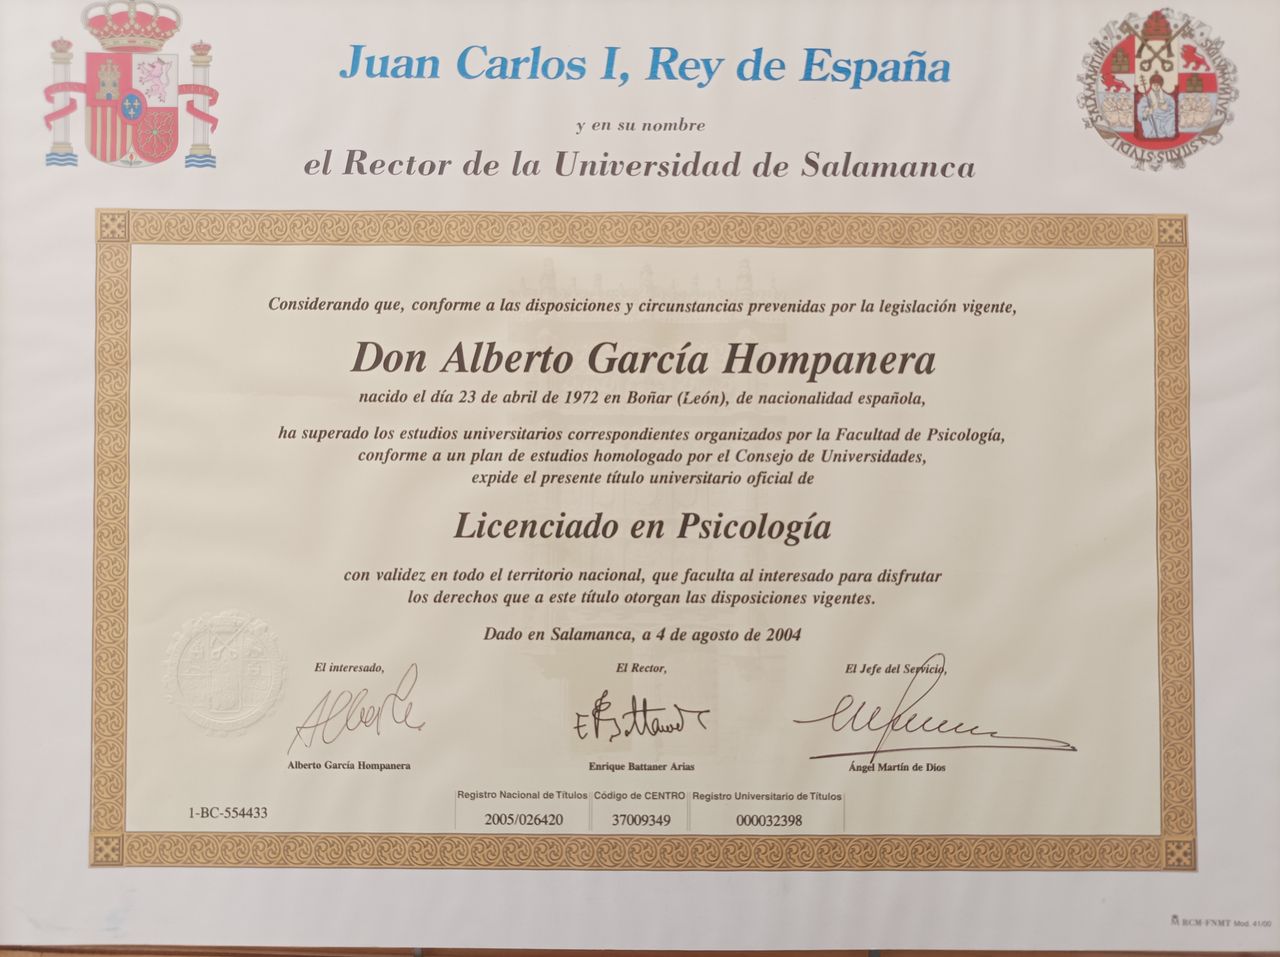 Juan Carlos I, Rey de España
y en su nombre
el Rector de la Universidad de Salamanca
Considerando que, conforme a las disposiciones y circunstancias prevenidas por la legislación vigente,
Don Alberto García Hompanera
nacido el día 23 de abril de 1972 en Boñar (León), de nacionalidad española,
ha superado los estudios universitarios correspondientes organizados por la Facultad de Psicología,
conforme a un plan de estudios homologado por el Consejo de Universidades,
expide el presente título universitario oficial de
Licenciado en Psicología
con validez en todo el territorio nacional, que faculta al interesado para disfrutar
los derechos que a este título otorgan las disposiciones vigentes.
Dado en Salamanca, a 4 de agosto de 2004
El interesado, El Rector, El Jefe del Servicio,
Alberto García Hompanera Enrique Battaner Arias Ángel Martín de Dios
Registro Nacional de Títulos Código de CENTRO Registro Universitario de Títulos
1-BC-554433 2005/026420 37009349 000032398
RCM-FNMT Mod. 41/00